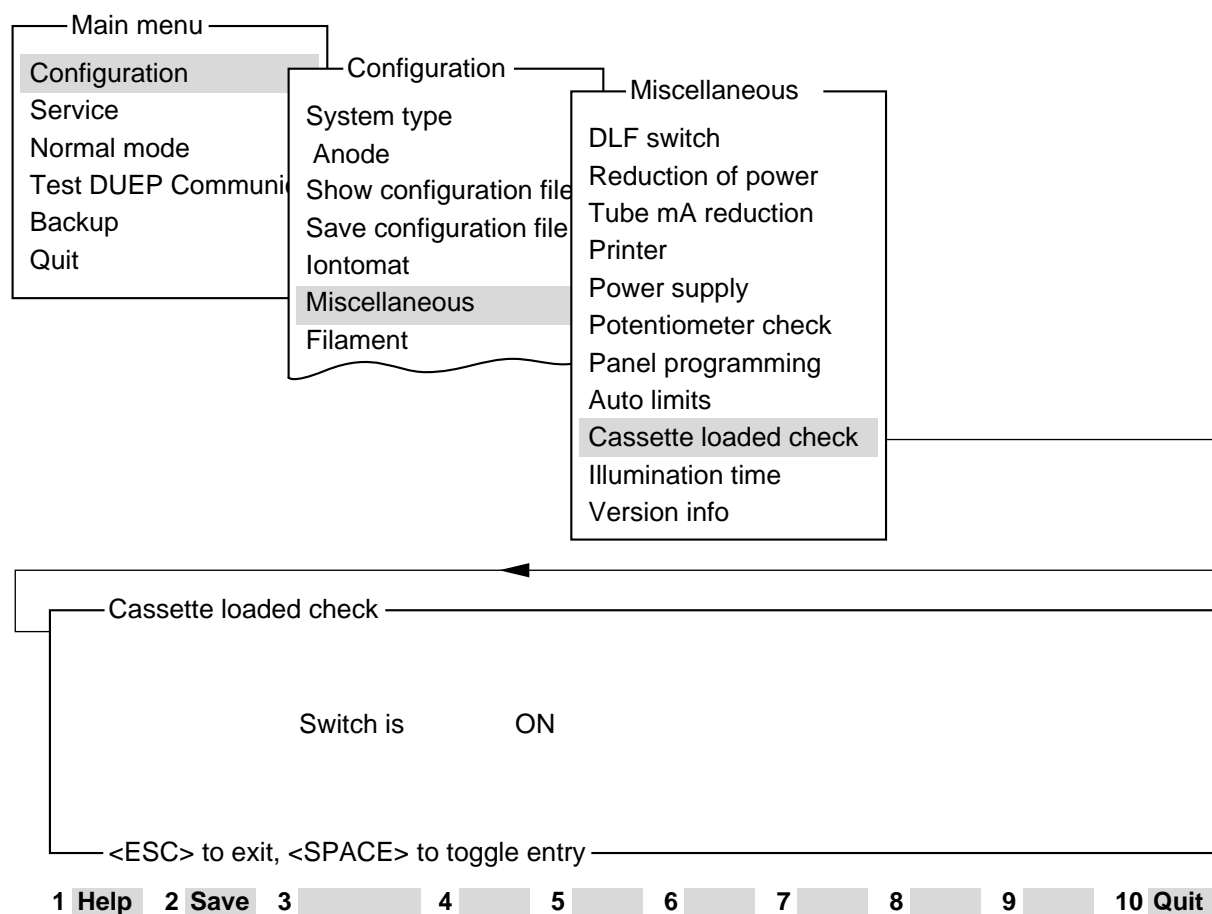 Main menu
Configuration
Service
Normal mode
Test DUEP Communi
Backup
Quit
Configuration
System type
Anode
Show configuration file
Save configuration file
Iontomat
Miscellaneous
Filament
Miscellaneous
DLF switch
Reduction of power
Tube mA reduction
Printer
Power supply
Potentiometer check
Panel programming
Auto limits
Cassette loaded check
Illumination time
Version info
Cassette loaded check
Switch is ON
<ESC> to exit, <SPACE> to toggle entry
1 Help 2 Save 3 4 5 6 7 8 9 10 Quit